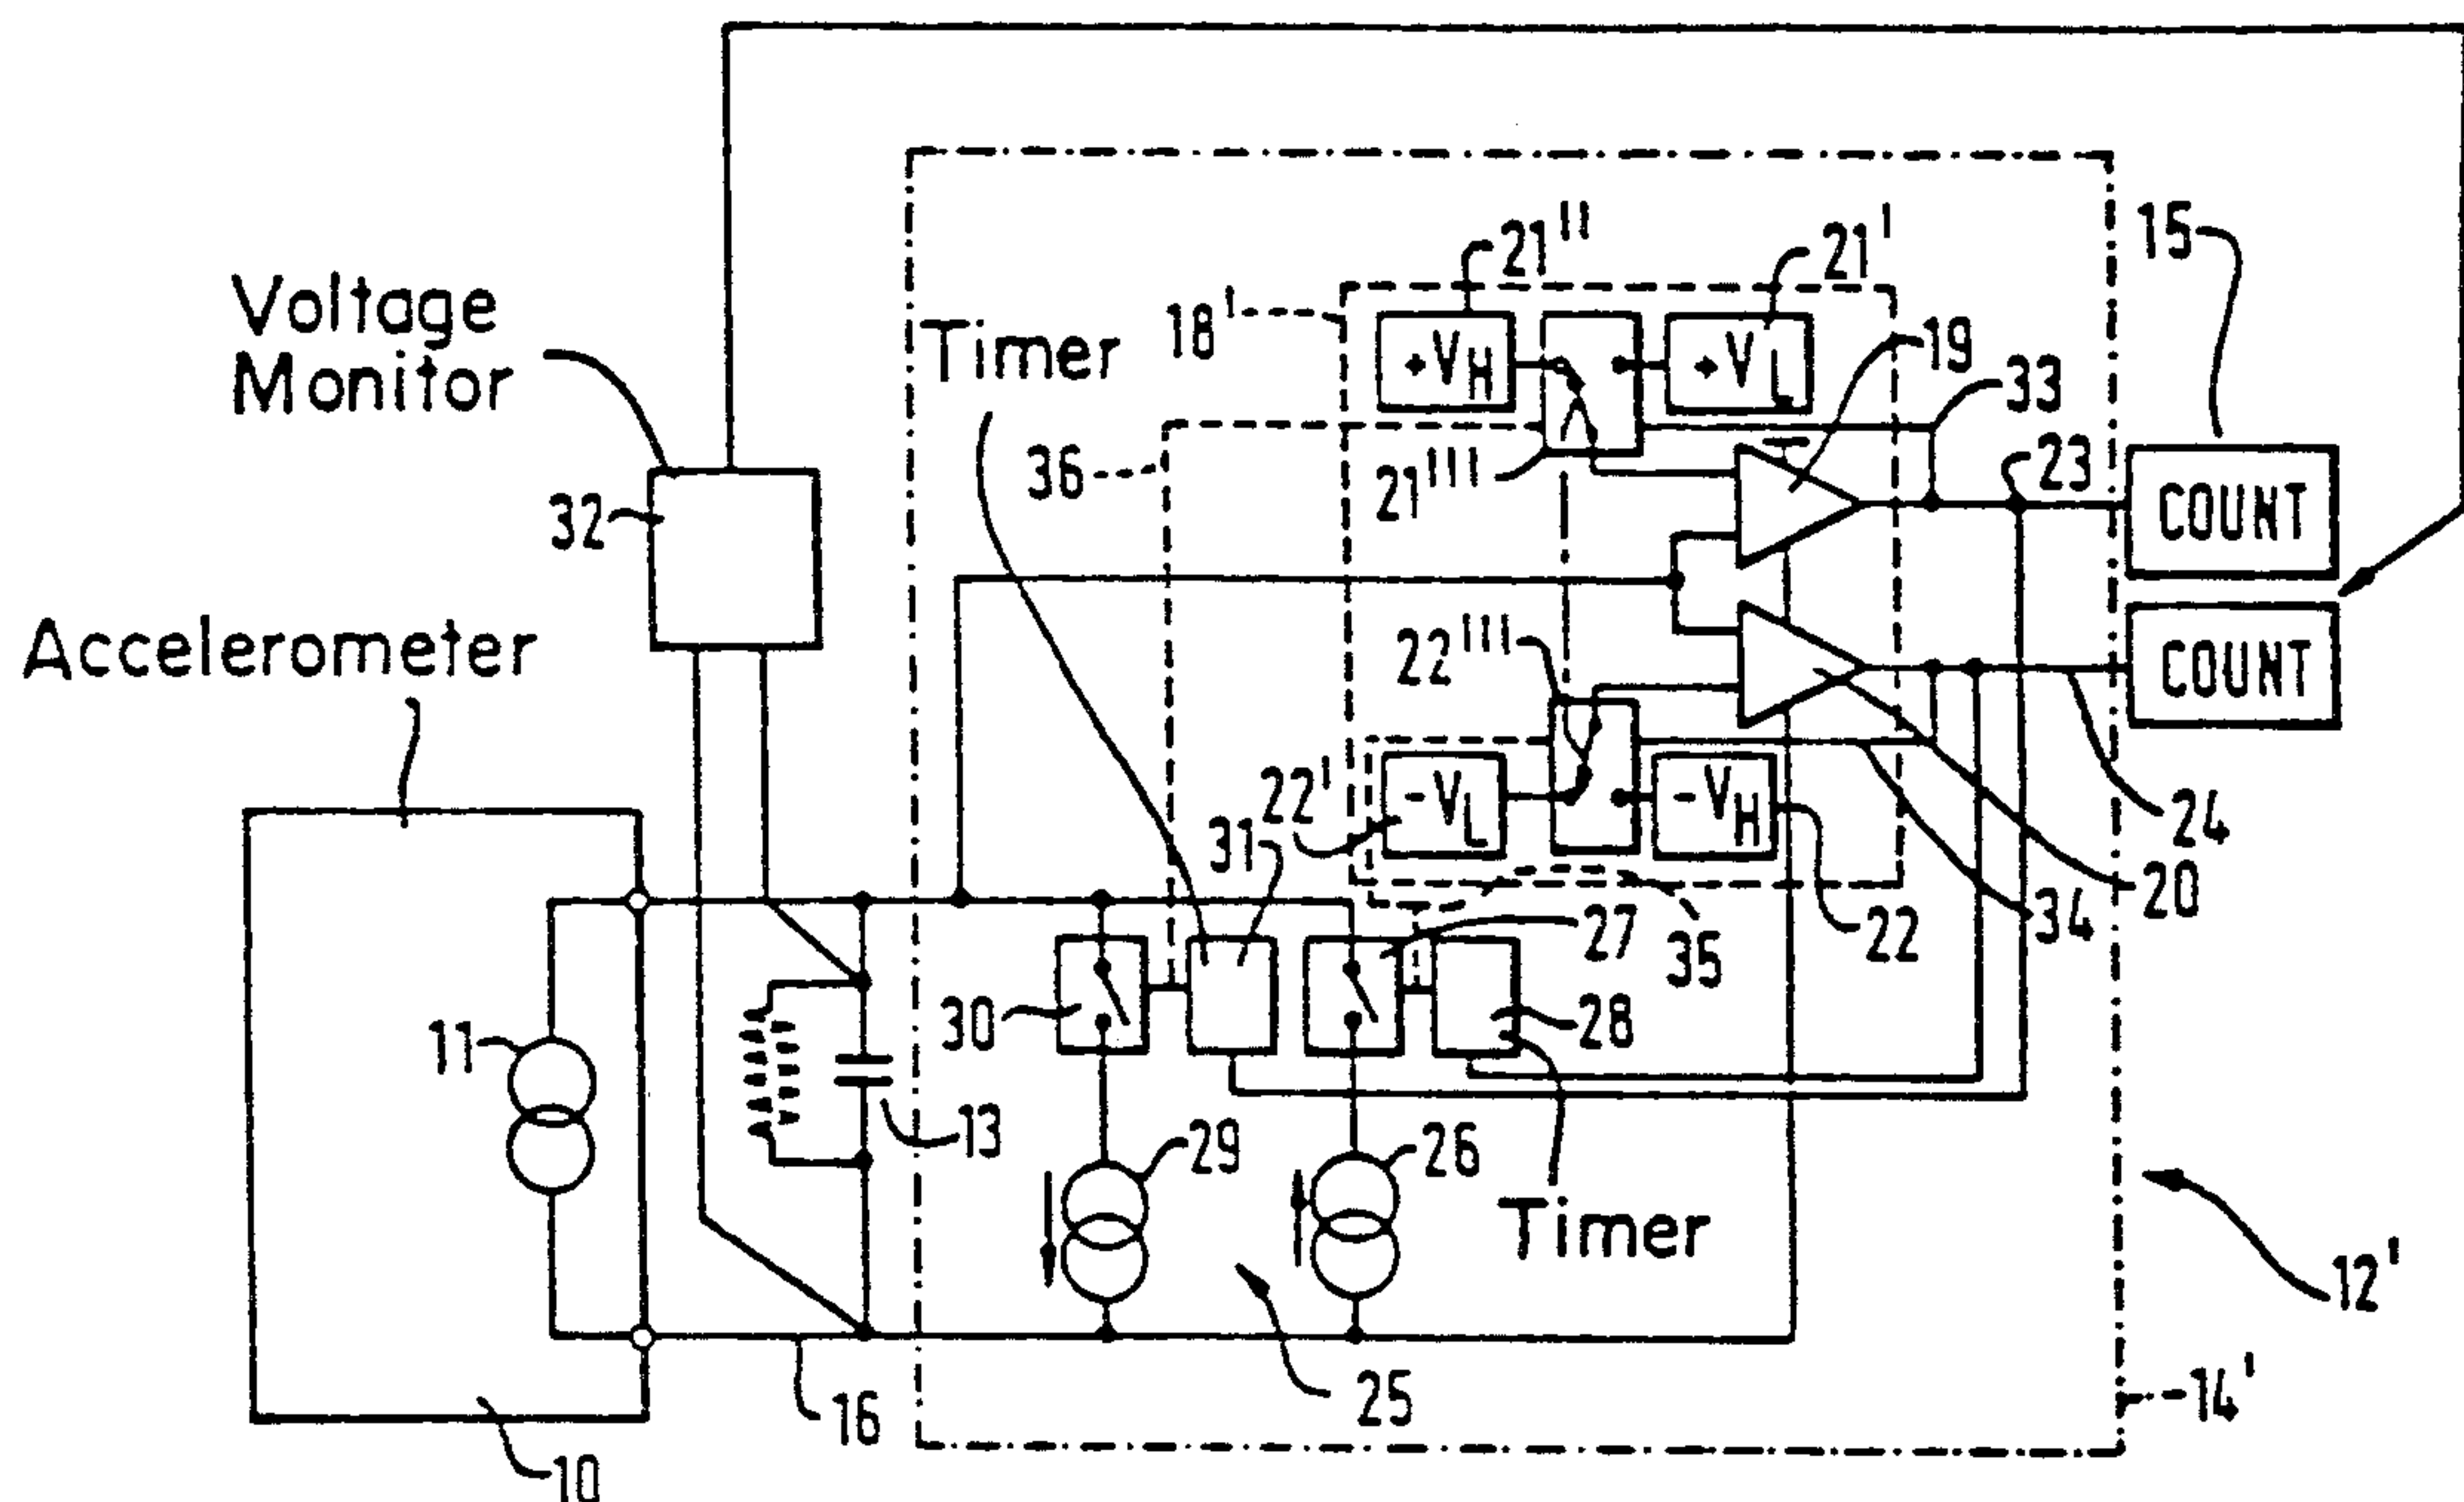 21''
21'
15
18'
Voltage
Monitor
Timer
+VH
+VL
19
33
36
21'''
23
32
COUNT
Accelerometer
22'''
COUNT
22'
-VL
-VH
24
31
20
34
22
27
35
30
28
11
13
29
26
Timer
12'
25
16
14'
10